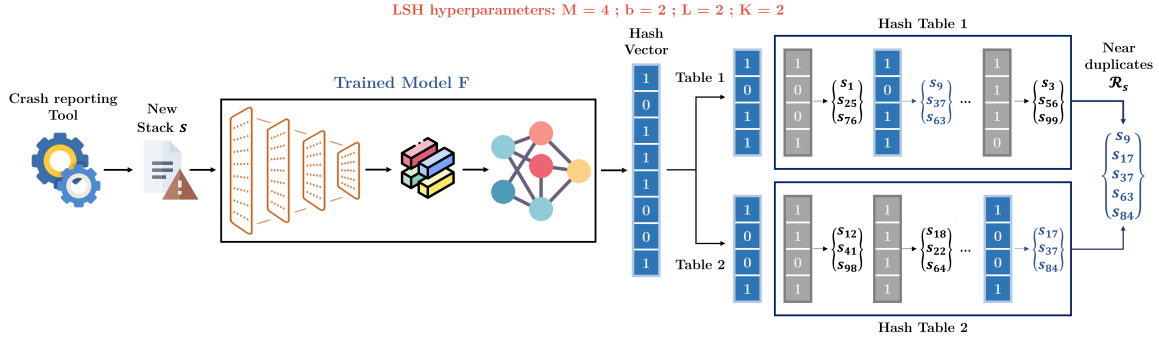 LSH hyperparameters: M = 4 ; b = 2 ; L = 2 ; K = 2
Crash reporting
Tool
New
Stack s
Trained Model F
Hash
Vector
1
0
1
1
1
0
0
1
Table 1
1
0
1
1
Hash Table 1
1
1
0
1
s1
s25
s76
1
0
1
1
s9
s37
s63
...
1
1
1
0
s3
s56
s99
Table 2
1
1
0
1
1
1
0
1
s12
s41
s98
1
1
1
1
s18
s22
s64
...
1
0
0
1
s17
s37
s84
Hash Table 2
Near
duplicates
ℛs
s9
s17
s37
s63
s84